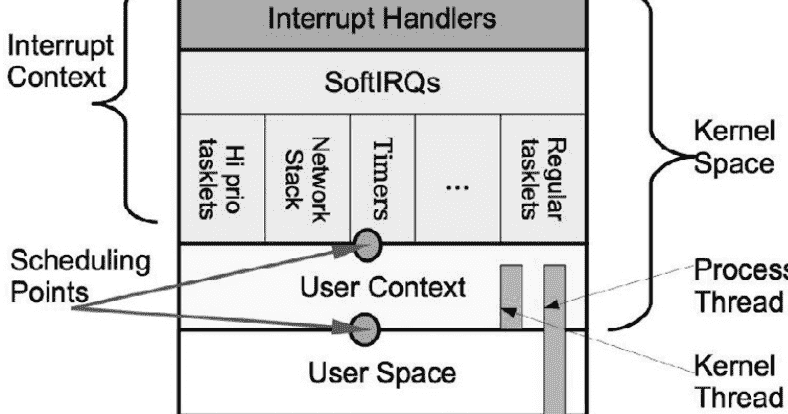 Interrupt Handlers
Interrupt
Context
SoftIRQs
Hi prio
tasklets
Network
Stack
Timers
...
Regular
tasklets
Kernel
Space
Scheduling
Points
User Context
Process
Thread
User Space
Kernel
Thread